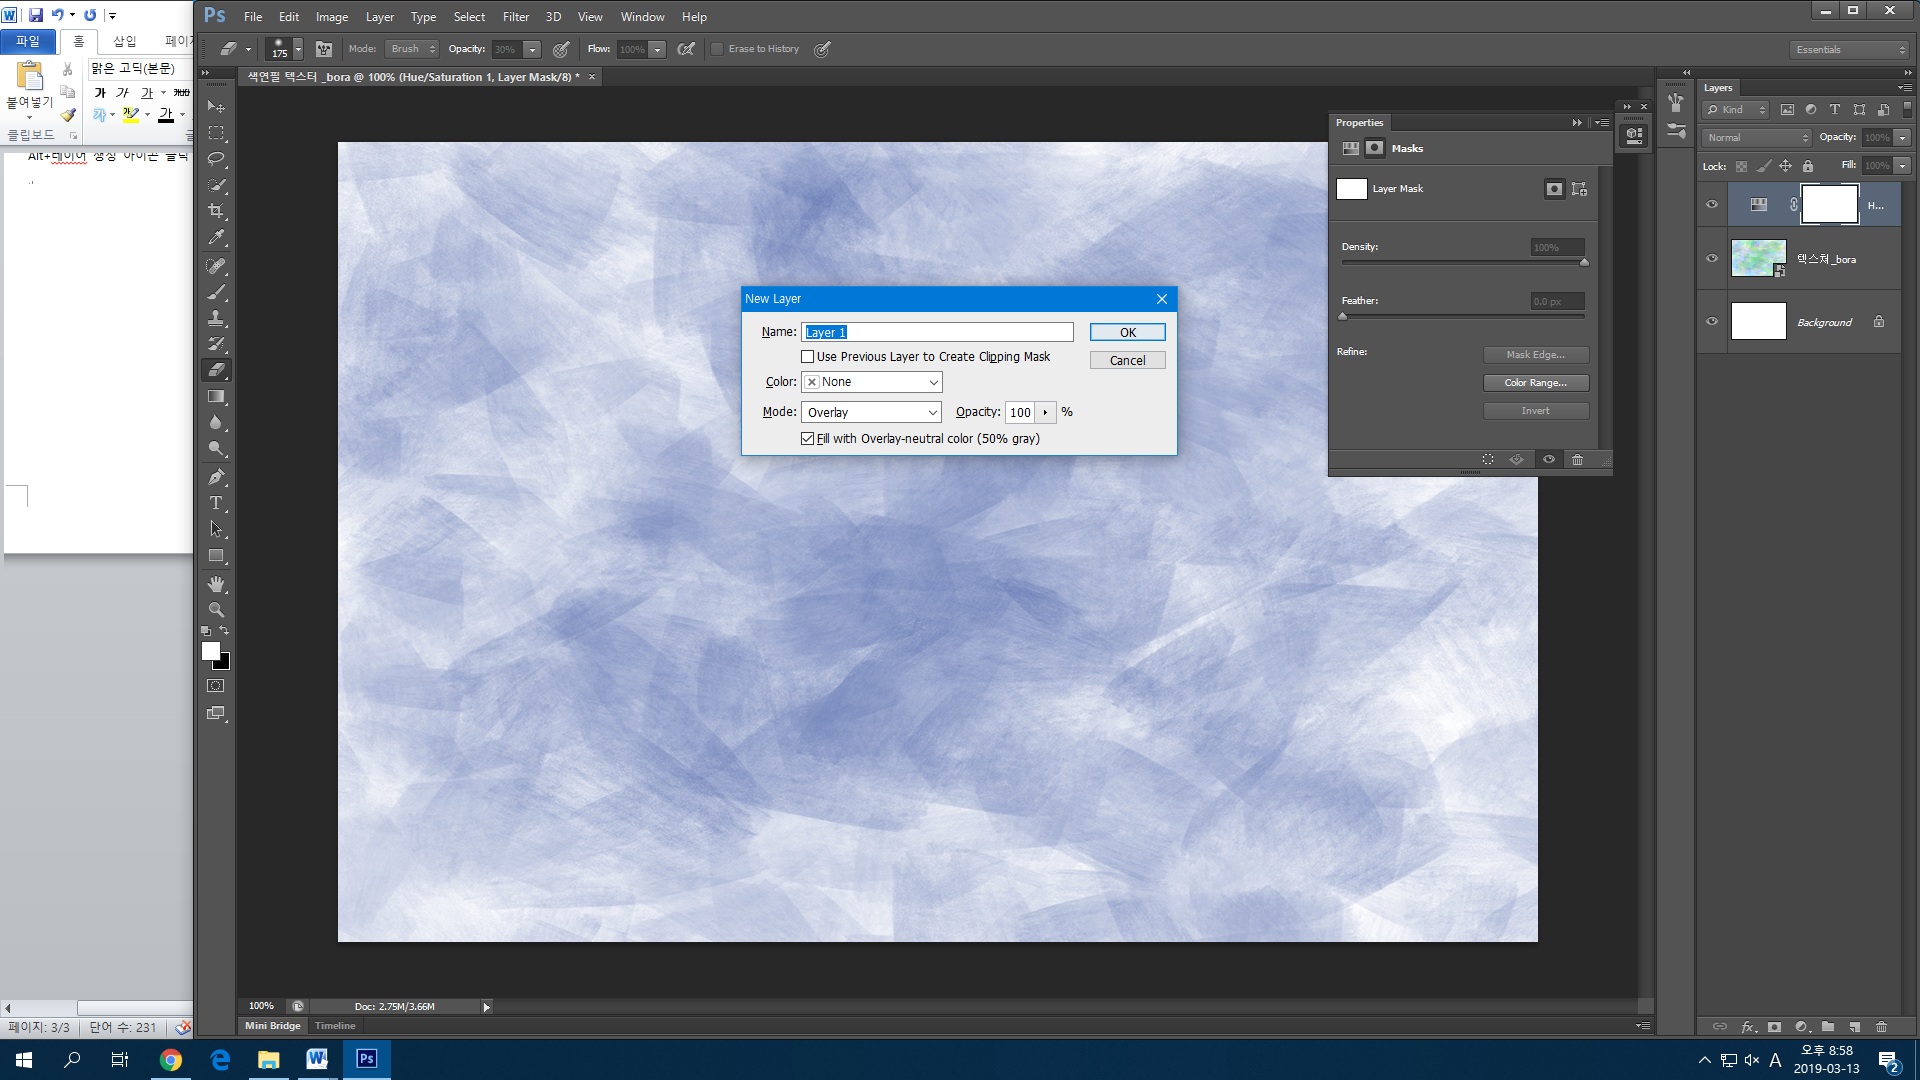 Ps File Edit Image Layer Type Select Filter 3D View Window Help
파일 홈 삽입
175 Mode: Brush Opacity: 30% Flow: 100% Erase to History Essentials
맑은 고딕(본문)
색연필 텍스터 _bora @ 100% (Hue/Saturation 1, Layer Mask/8) * ×
붙여넣기
가 가 가
가 가 가
클립보드
Alt+레이어 생성 아이콘 클릭
Properties
Masks
Layer Mask
Density: 100%
Feather: 0.0 px
Refine: Mask Edge...
Color Range...
Invert
Layers
Kind
Normal Opacity: 100%
Lock: Fill: 100%
H...
텍스쳐_bora
Background
New Layer
Name: Layer 1 OK
Use Previous Layer to Create Clipping Mask Cancel
Color: None
Mode: Overlay Opacity: 100 %
Fill with Overlay-neutral color (50% gray)
100% Doc: 2.75M/3.66M
Mini Bridge Timeline
페이지: 3/3 단어 수: 231
A 오후 8:58
2019-03-13 2